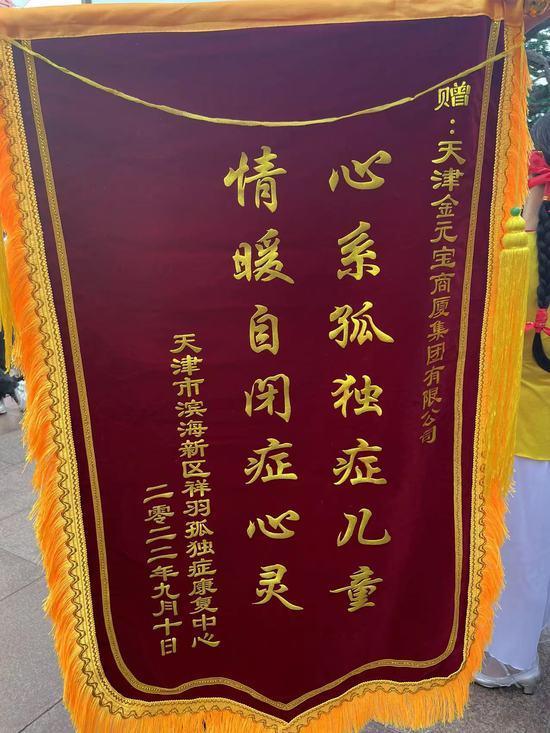 赠：天津金元宝商厦集团有限公司
心系孤独症儿童
情暖自闭症心灵
天津市滨海新区祥羽孤独症康复中心
二零二二年九月十日